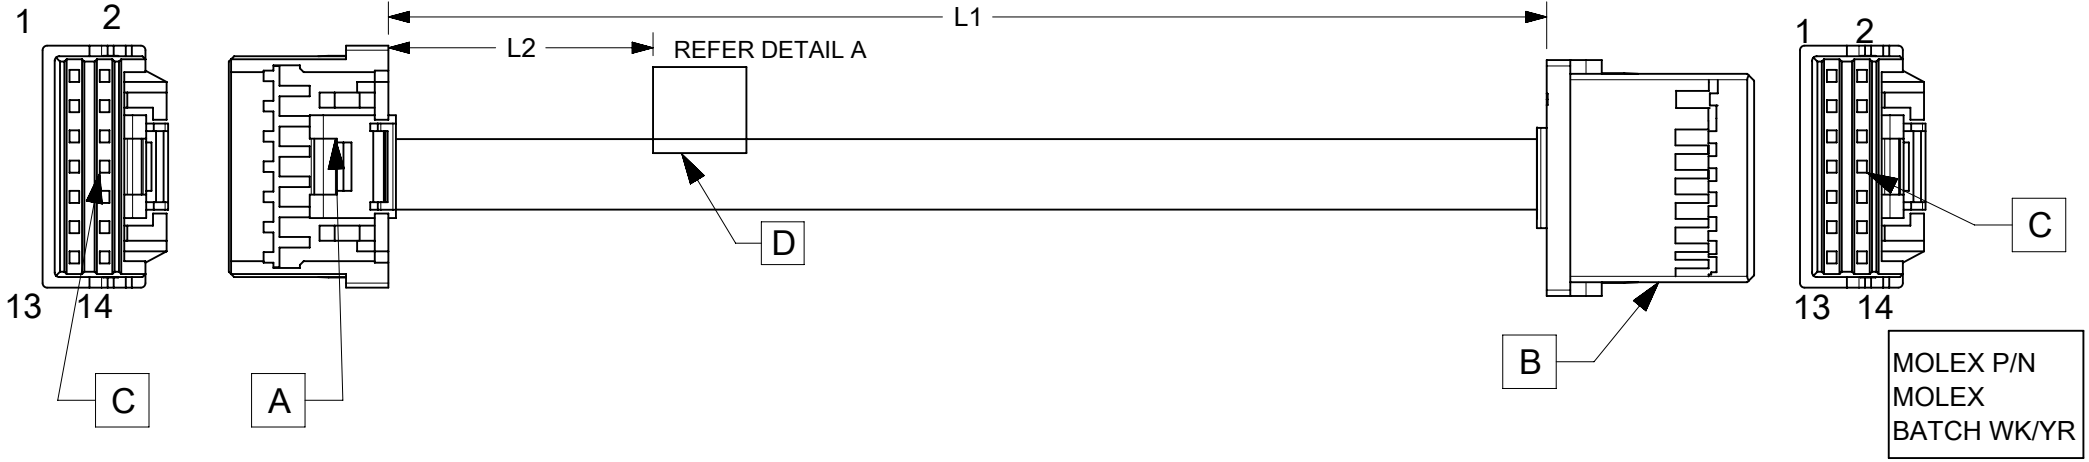 1 2
L1
1 2
L2
REFER DETAIL A
D
C
13 14
13 14
B
C
A
MOLEX P/N
MOLEX
BATCH WK/YR